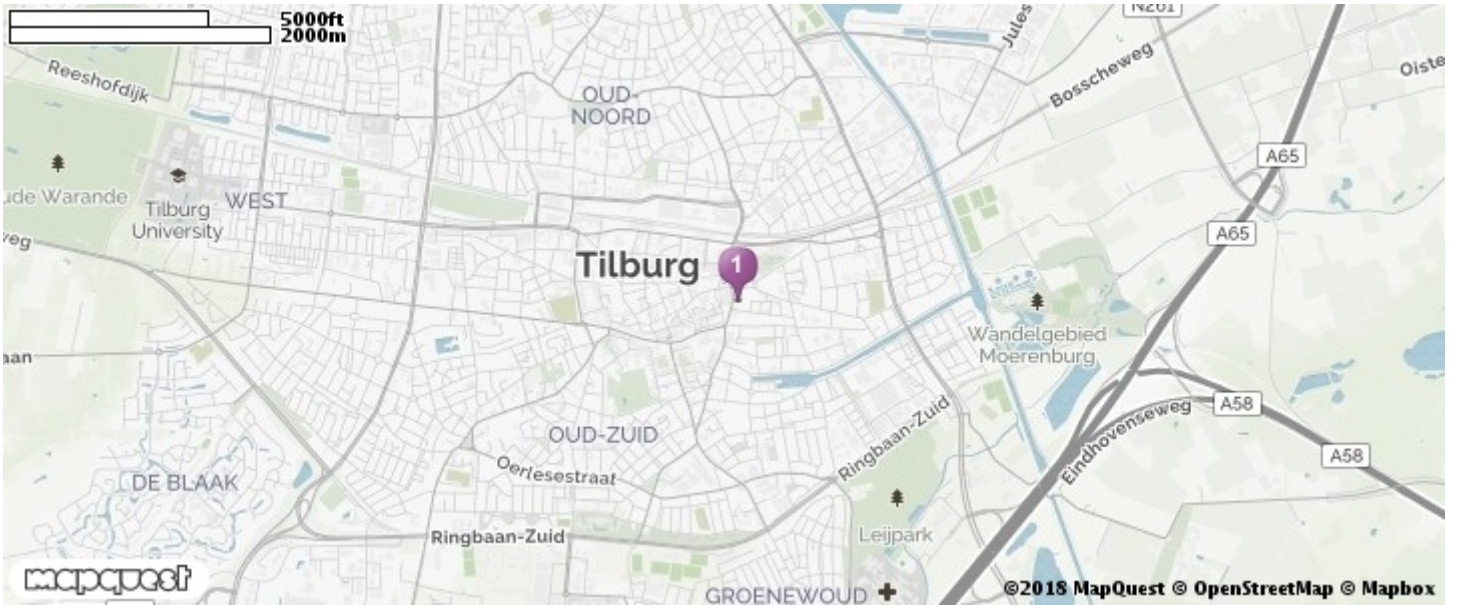 5000ft
2000m
N261
Jules
Bosscheweg
Oiste
Reeshofdijk
OUD-
NOORD
A65
ude Warande
Tilburg
University
WEST
A65
weg
Tilburg
1
Wandelgebied
Moerenburg
aan
A58
Eindhovenseweg
OUD-ZUID
Ringbaan-Zuid
A58
Oerlesestraat
DE BLAAK
Ringbaan-Zuid
Leijpark
mapquest
GROENEWOUD
©2018 MapQuest © OpenStreetMap © Mapbox